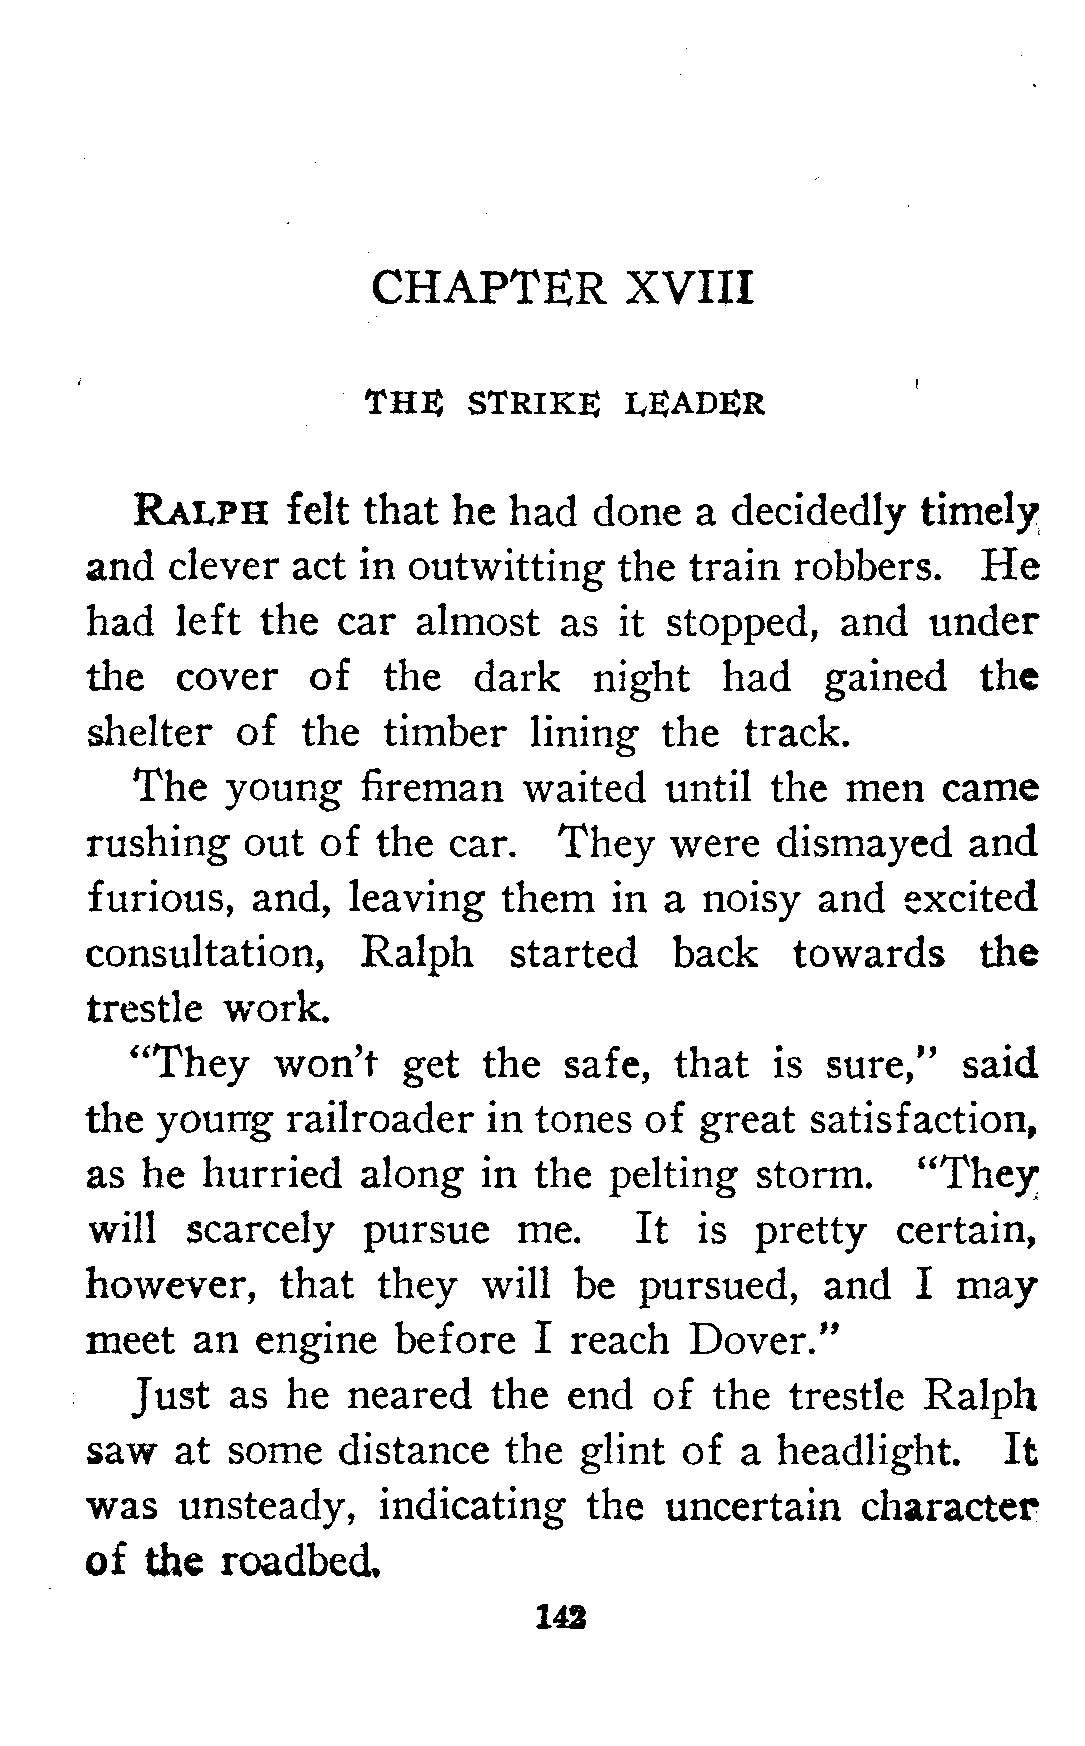 CHAPTER XVIII
THE STRIKE LEADER
RALPH felt that he had done a decidedly timely
and clever act in outwitting the train robbers. He
had left the car almost as it stopped, and under
the cover of the dark night had gained the
shelter of the timber lining the track.
The young fireman waited until the men came
rushing out of the car. They were dismayed and
furious, and, leaving them in a noisy and excited
consultation, Ralph started back towards the
trestle work.
“They won’t get the safe, that is sure,” said
the young railroader in tones of great satisfaction,
as he hurried along in the pelting storm. “They
will scarcely pursue me. It is pretty certain,
however, that they will be pursued, and I may
meet an engine before I reach Dover.”
Just as he neared the end of the trestle Ralph
saw at some distance the glint of a headlight. It
was unsteady, indicating the uncertain character
of the roadbed.
142